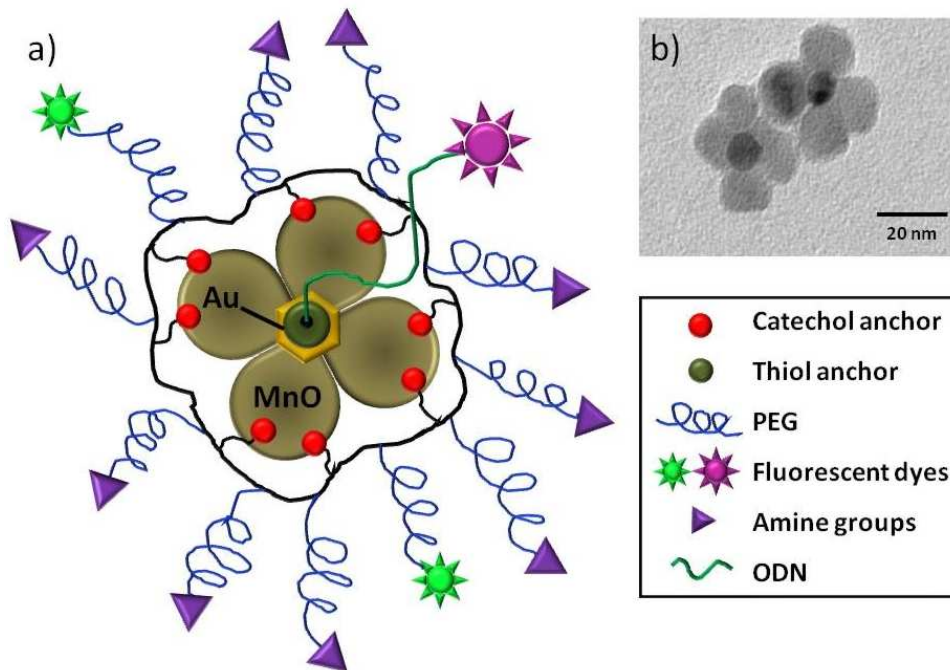 a)
Au
MnO
b)
20 nm
Catechol anchor
Thiol anchor
PEG
Fluorescent dyes
Amine groups
ODN